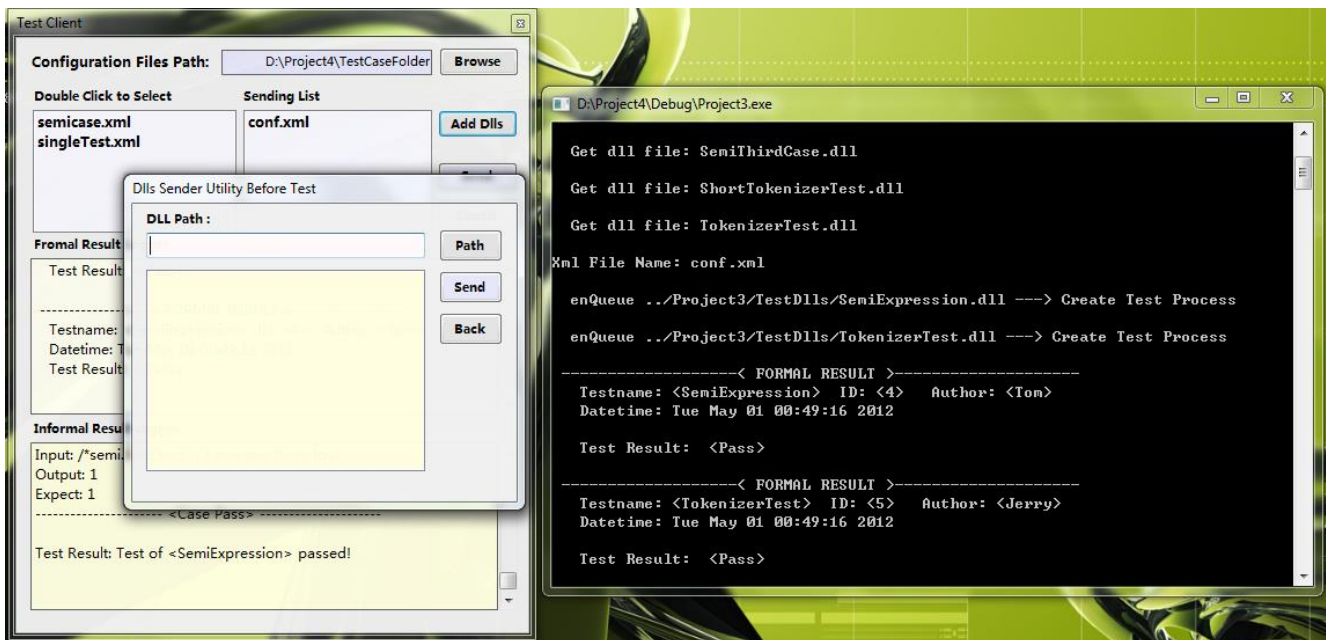 Test Client
Configuration Files Path:
D:\Project4\TestCaseFolder
Browse
Double Click to Select
Sending List
semicase.xml
singleTest.xml
conf.xml
Add Dlls
Dlls Sender Utility Before Test
DLL Path :
Path
Send
Back
Fromal Result
Test Result
Testname:
Datetime: T
Test Result
Informal Resu
Input: /*semi.
Output: 1
Expect: 1
---------------------- <Case Pass> ---------------------
Test Result: Test of <SemiExpression> passed!
D:\Project4\Debug\Project3.exe
Get dll file: SemiThirdCase.dll
Get dll file: ShortTokenizerTest.dll
Get dll file: TokenizerTest.dll
Xml File Name: conf.xml
enQueue ../Project3/TestDlls/SemiExpression.dll ---> Create Test Process
enQueue ../Project3/TestDlls/TokenizerTest.dll ---> Create Test Process
-------------------< FORMAL RESULT >--------------------
Testname: <SemiExpression> ID: <4> Author: <Tom>
Datetime: Tue May 01 00:49:16 2012
Test Result: <Pass>
-------------------< FORMAL RESULT >--------------------
Testname: <TokenizerTest> ID: <5> Author: <Jerry>
Datetime: Tue May 01 00:49:16 2012
Test Result: <Pass>